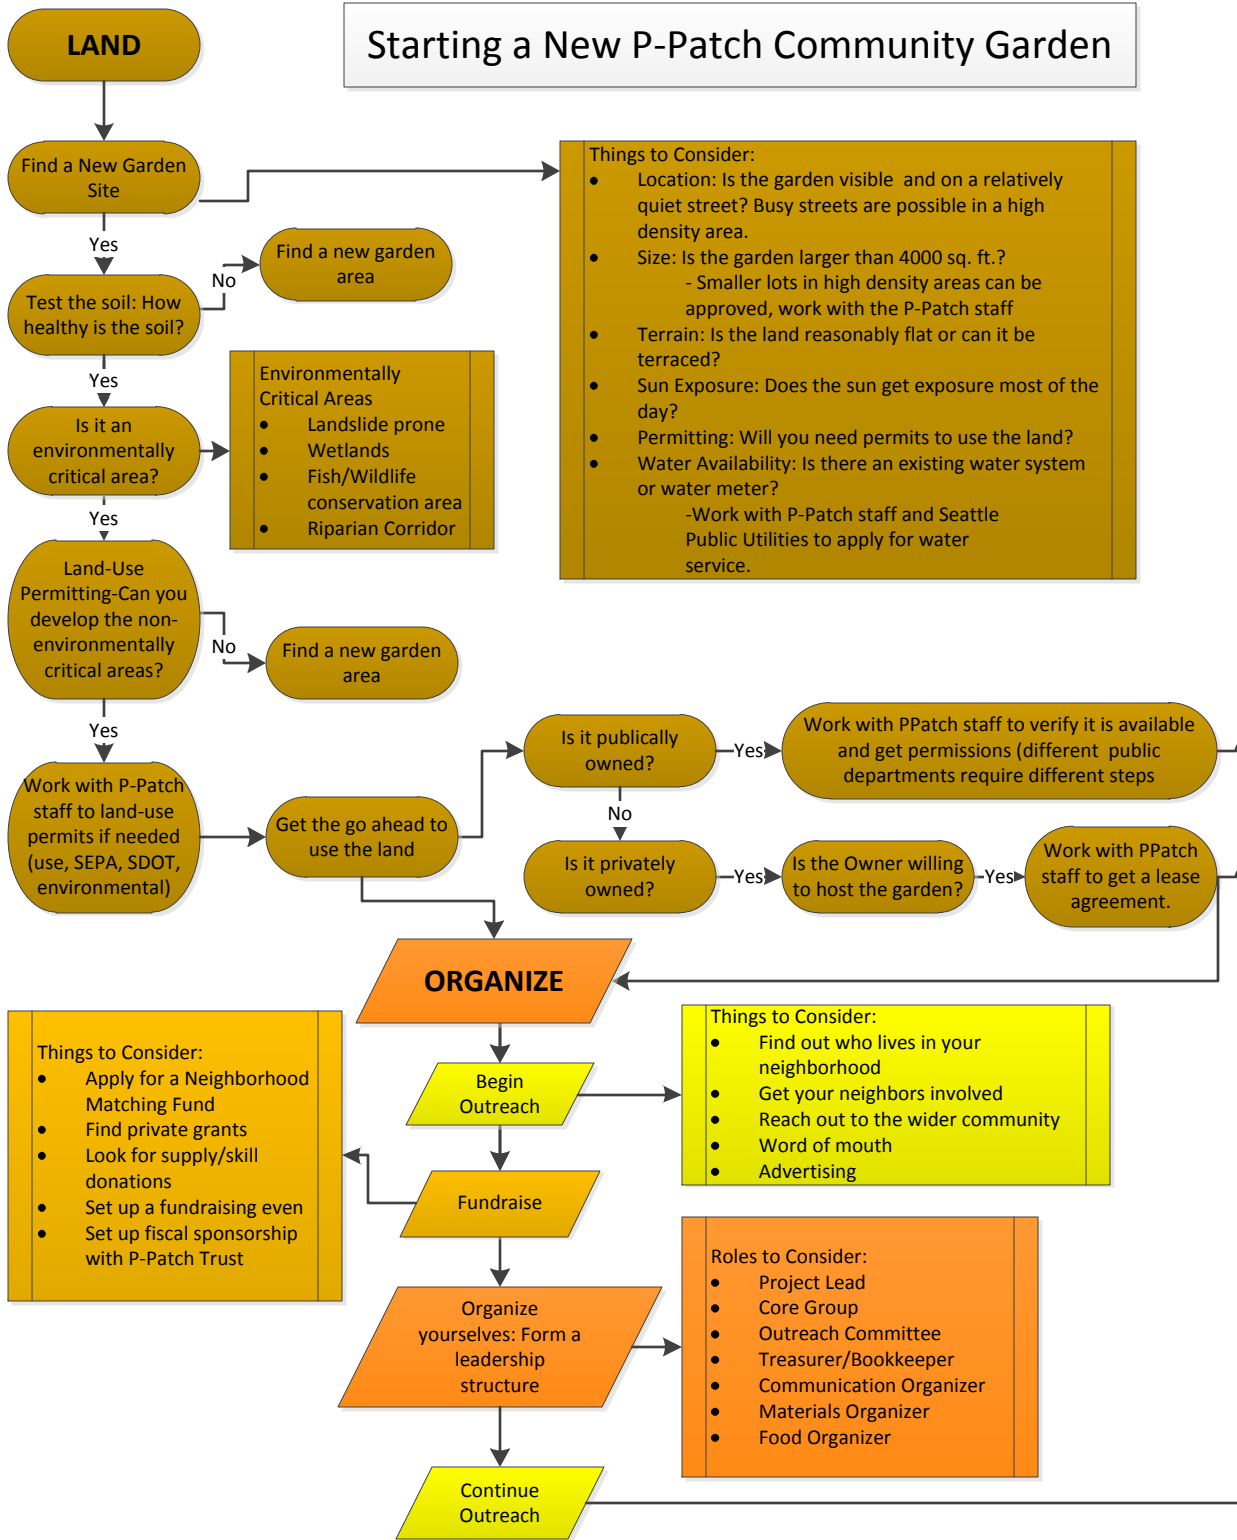 LAND
Starting a New P-Patch Community Garden
Find a New Garden
Site
Things to Consider:
• Location: Is the garden visible  and on a relatively
quiet street? Busy streets are possible in a high
density area.
• Size: Is the garden larger than 4000 sq. ft.?
- Smaller lots in high density areas can be
approved, work with the P-Patch staff
• Terrain: Is the land reasonably flat or can it be
terraced?
• Sun Exposure: Does the sun get exposure most of the
day?
• Permitting: Will you need permits to use the land?
• Water Availability: Is there an existing water system
or water meter?
-Work with P-Patch staff and Seattle
Public Utilities to apply for water
service.
Yes
Find a new garden
area
No
Test the soil: How
healthy is the soil?
Yes
Environmentally
Critical Areas
• Landslide prone
• Wetlands
• Fish/Wildlife
conservation area
• Riparian Corridor
Is it an
environmentally
critical area?
Yes
Land-Use
Permitting-Can you
develop the non-
environmentally
critical areas?
No
Find a new garden
area
Yes
Work with P-Patch
staff to land-use
permits if needed
(use, SEPA, SDOT,
environmental)
Get the go ahead to
use the land
Is it publically
owned?
Yes
Work with PPatch staff to verify it is available
and get permissions (different  public
departments require different steps
No
Is it privately
owned?
Yes
Is the Owner willing
to host the garden?
Yes
Work with PPatch
staff to get a lease
agreement.
ORGANIZE
Things to Consider:
• Find out who lives in your
neighborhood
• Get your neighbors involved
• Reach out to the wider community
• Word of mouth
• Advertising
Begin
Outreach
Things to Consider:
• Apply for a Neighborhood
Matching Fund
• Find private grants
• Look for supply/skill
donations
• Set up a fundraising even
• Set up fiscal sponsorship
with P-Patch Trust
Fundraise
Organize
yourselves: Form a
leadership
structure
Roles to Consider:
• Project Lead
• Core Group
• Outreach Committee
• Treasurer/Bookkeeper
• Communication Organizer
• Materials Organizer
• Food Organizer
Continue
Outreach